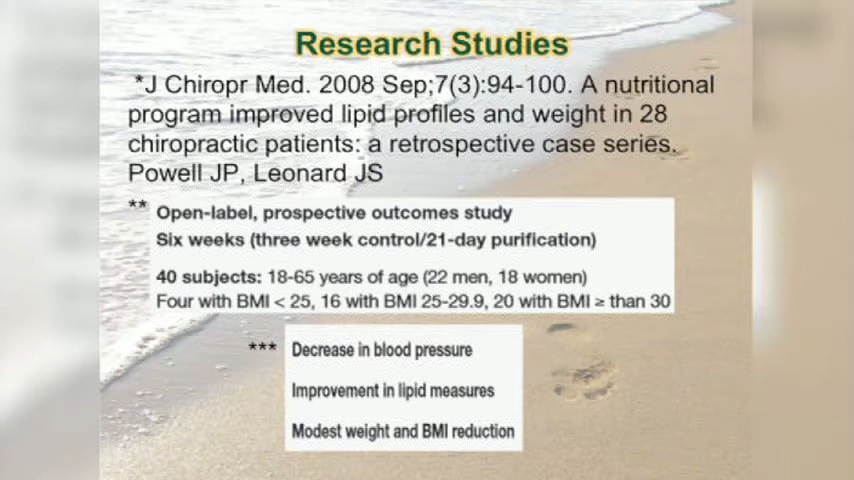 Research Studies
*J Chiropr Med. 2008 Sep;7(3):94-100. A nutritional
program improved lipid profiles and weight in 28
chiropractic patients: a retrospective case series.
Powell JP, Leonard JS
** Open-label, prospective outcomes study
Six weeks (three week control/21-day purification)
40 subjects: 18-65 years of age (22 men, 18 women)
Four with BMI < 25, 16 with BMI 25-29.9, 20 with BMI ≥ than 30
*** Decrease in blood pressure
Improvement in lipid measures
Modest weight and BMI reduction